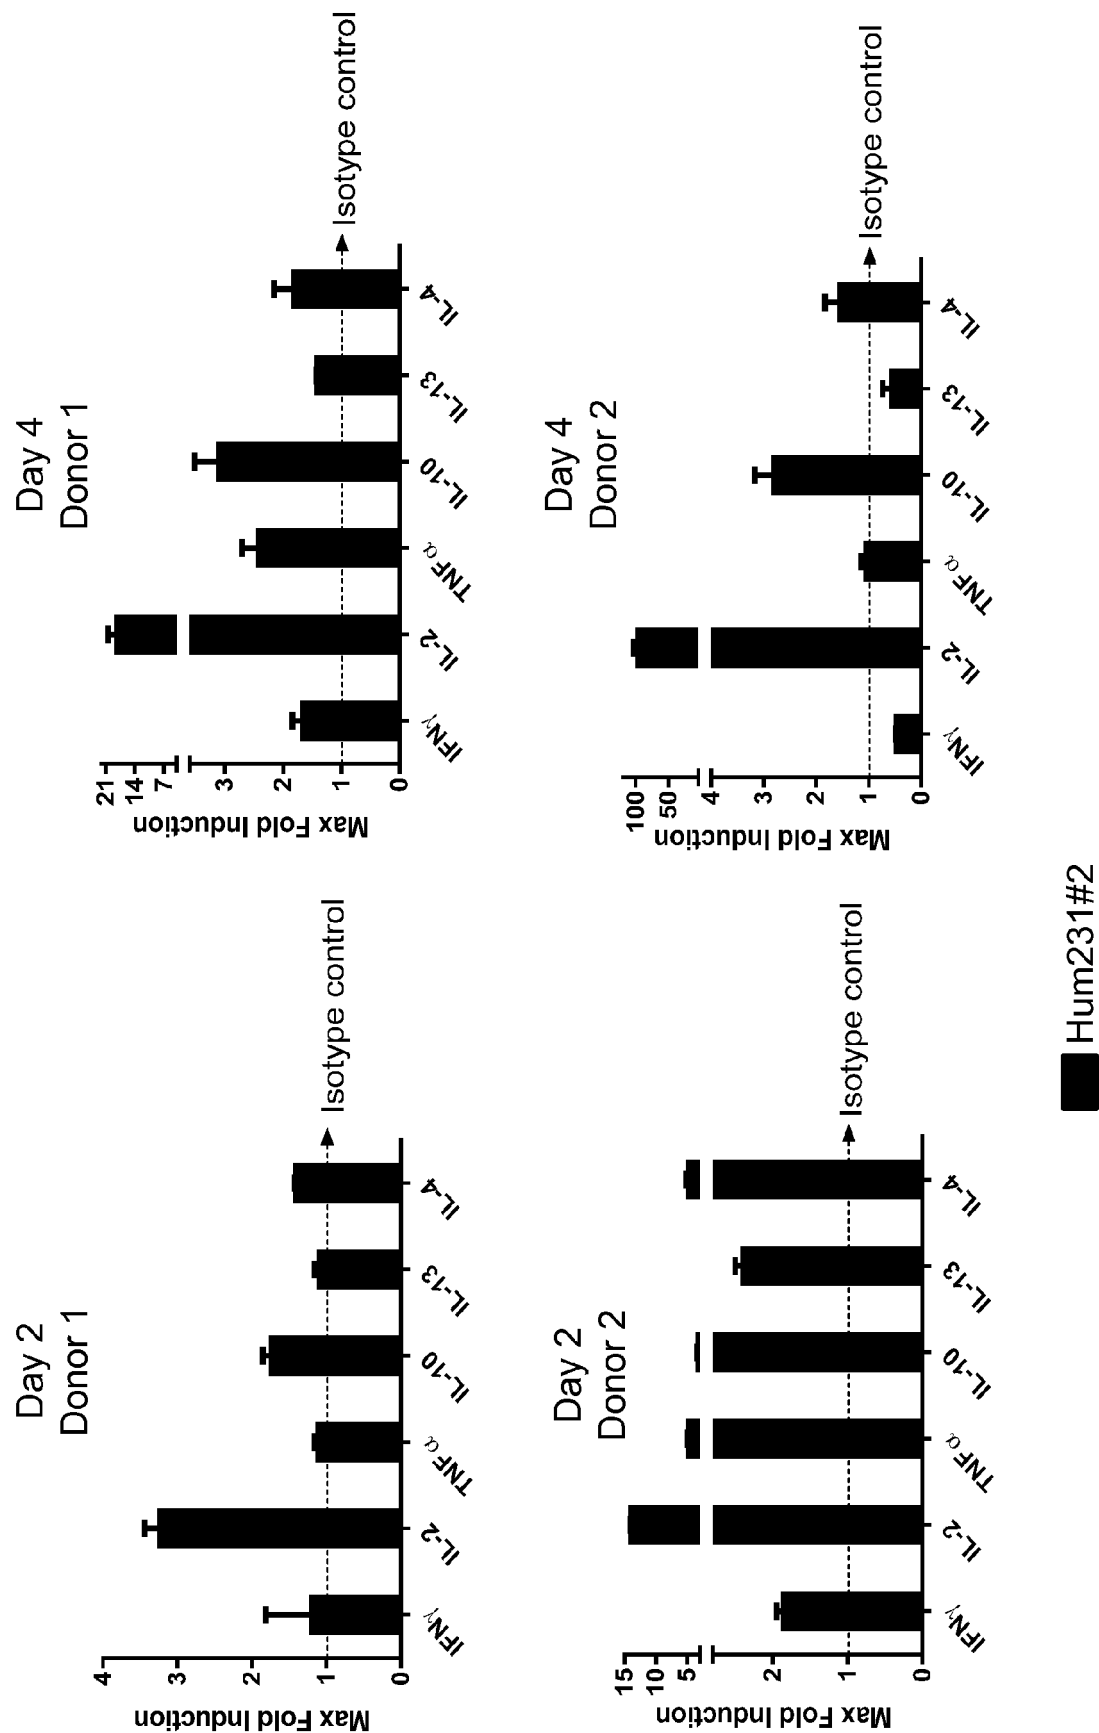 Day 2
Donor 1
Max Fold Induction
4
3
2
1
0
IFNγ
IL-2
TNFα
IL-10
IL-13
IL-4
Isotype control
Day 4
Donor 1
Max Fold Induction
21
14
7
3
2
1
0
IFNγ
IL-2
TNFα
IL-10
IL-13
IL-4
Isotype control
Day 2
Donor 2
Max Fold Induction
15
10
5
2
1
0
IFNγ
IL-2
TNFα
IL-10
IL-13
IL-4
Isotype control
Day 4
Donor 2
Max Fold Induction
100
50
4
3
2
1
0
IFNγ
IL-2
TNFα
IL-10
IL-13
IL-4
Isotype control
Hum231#2